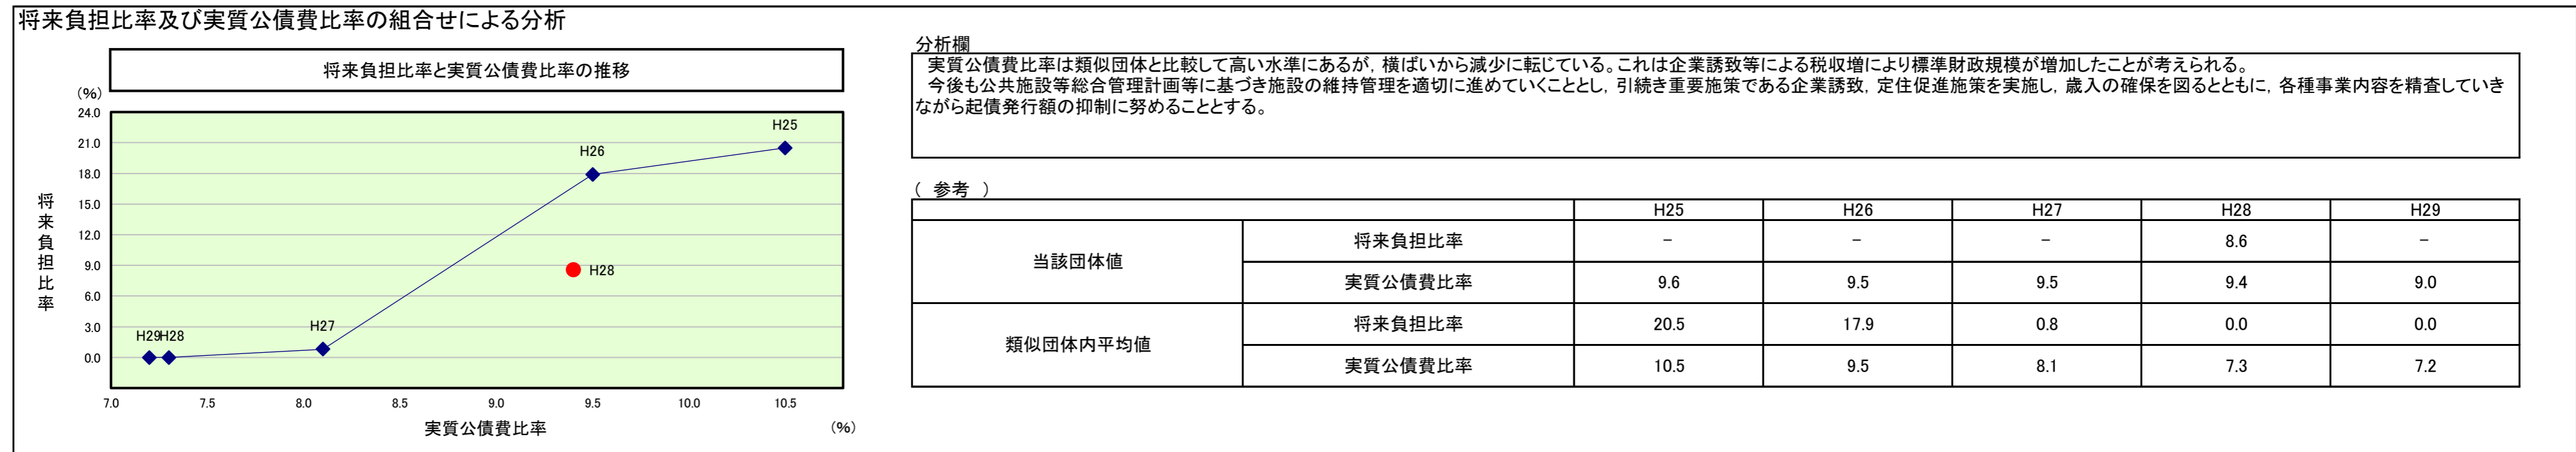 将来負担比率及び実質公債費比率の組合せによる分析
将来負担比率と実質公債費比率の推移
(%)
24.0
21.0
18.0
15.0
12.0
9.0
6.0
3.0
0.0
将来負担比率
H25
H26
H28
H27
H29 H28
7.0 7.5 8.0 8.5 9.0 9.5 10.0 10.5
実質公債費比率 (%)
分析欄
実質公債費比率は類似団体と比較して高い水準にあるが，横ばいから減少に転じている。これは企業誘致等による税収増により標準財政規模が増加したことが考えられる。
今後も公共施設等総合管理計画等に基づき施設の維持管理を適切に進めていくこととし，引続き重要施策である企業誘致，定住促進施策を実施し，歳入の確保を図るとともに，各種事業内容を精査していき
ながら起債発行額の抑制に努めることとする。
（ 参考 ）
H25 H26 H27 H28 H29
当該団体値
将来負担比率 － － － 8.6 －
実質公債費比率 9.6 9.5 9.5 9.4 9.0
類似団体内平均値
将来負担比率 20.5 17.9 0.8 0.0 0.0
実質公債費比率 10.5 9.5 8.1 7.3 7.2